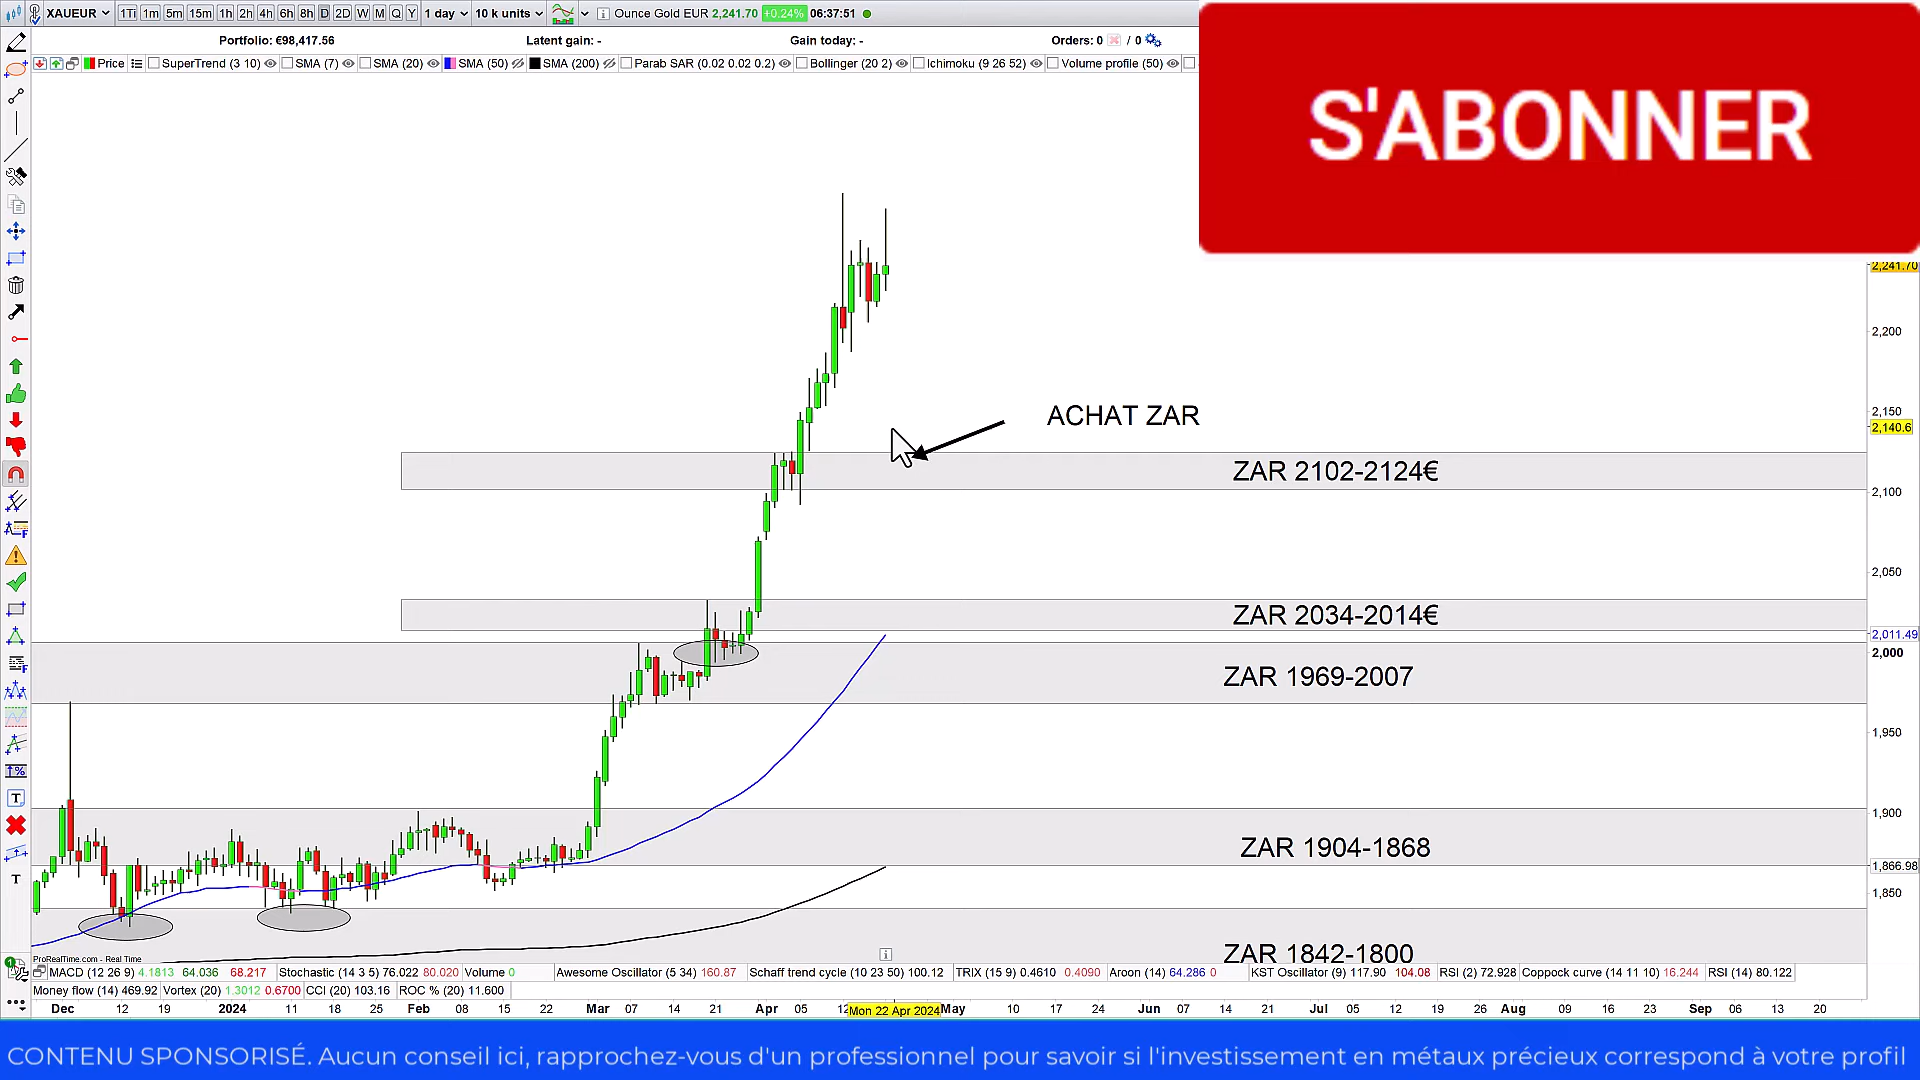 XAUEUR 1Ti 1m 5m 15m 1h 2h 4h 6h 8h D 2D W M Q Y 1 day 10 k units Ounce Gold EUR 2,241.70 +0.24% 06:37:51
Portfolio: €98,417.56 Latent gain: - Gain today: - Orders: 0 / 0
Price SuperTrend (3 10) SMA (7) SMA (20) SMA (50) SMA (200) Parab SAR (0.02 0.02 0.2) Bollinger (20 2) Ichimoku (9 26 52) Volume profile (50)
S'ABONNER
2,241.70
2,200
2,150
ACHAT ZAR
2,140.6
ZAR 2102-2124€
2,100
2,050
ZAR 2034-2014€
2,011.49
2,000
ZAR 1969-2007
1,950
1,900
ZAR 1904-1868
1,866.98
1,850
ZAR 1842-1800
ProRealTime.com - Real Time
MACD (12 26 9) 4.1813 64.036 68.217 Stochastic (14 3 5) 76.022 80.020 Volume 0 Awesome Oscillator (5 34) 160.87 Schaff trend cycle (10 23 50) 100.12 TRIX (15 9) 0.4610 0.4090 Aroon (14) 64.286 0 KST Oscillator (9) 117.90 104.08 RSI (2) 72.928 Coppock curve (14 11 10) 16.244 RSI (14) 80.122
Money flow (14) 469.92 Vortex (20) 1.3012 0.6700 CCI (20) 103.16 ROC % (20) 11.600
Dec 12 19 2024 11 18 25 Feb 08 15 Mar 07 14 21 Apr 05 12 Mon 22 Apr 2024 May 10 17 24 Jun 07 14 21 Jul 05 12 19 26 Aug 09 16 23 Sep 06 13 20
CONTENU SPONSORISÉ. Aucun conseil ici, rapprochez-vous d'un professionnel pour savoir si l'investissement en métaux précieux correspond à votre profil